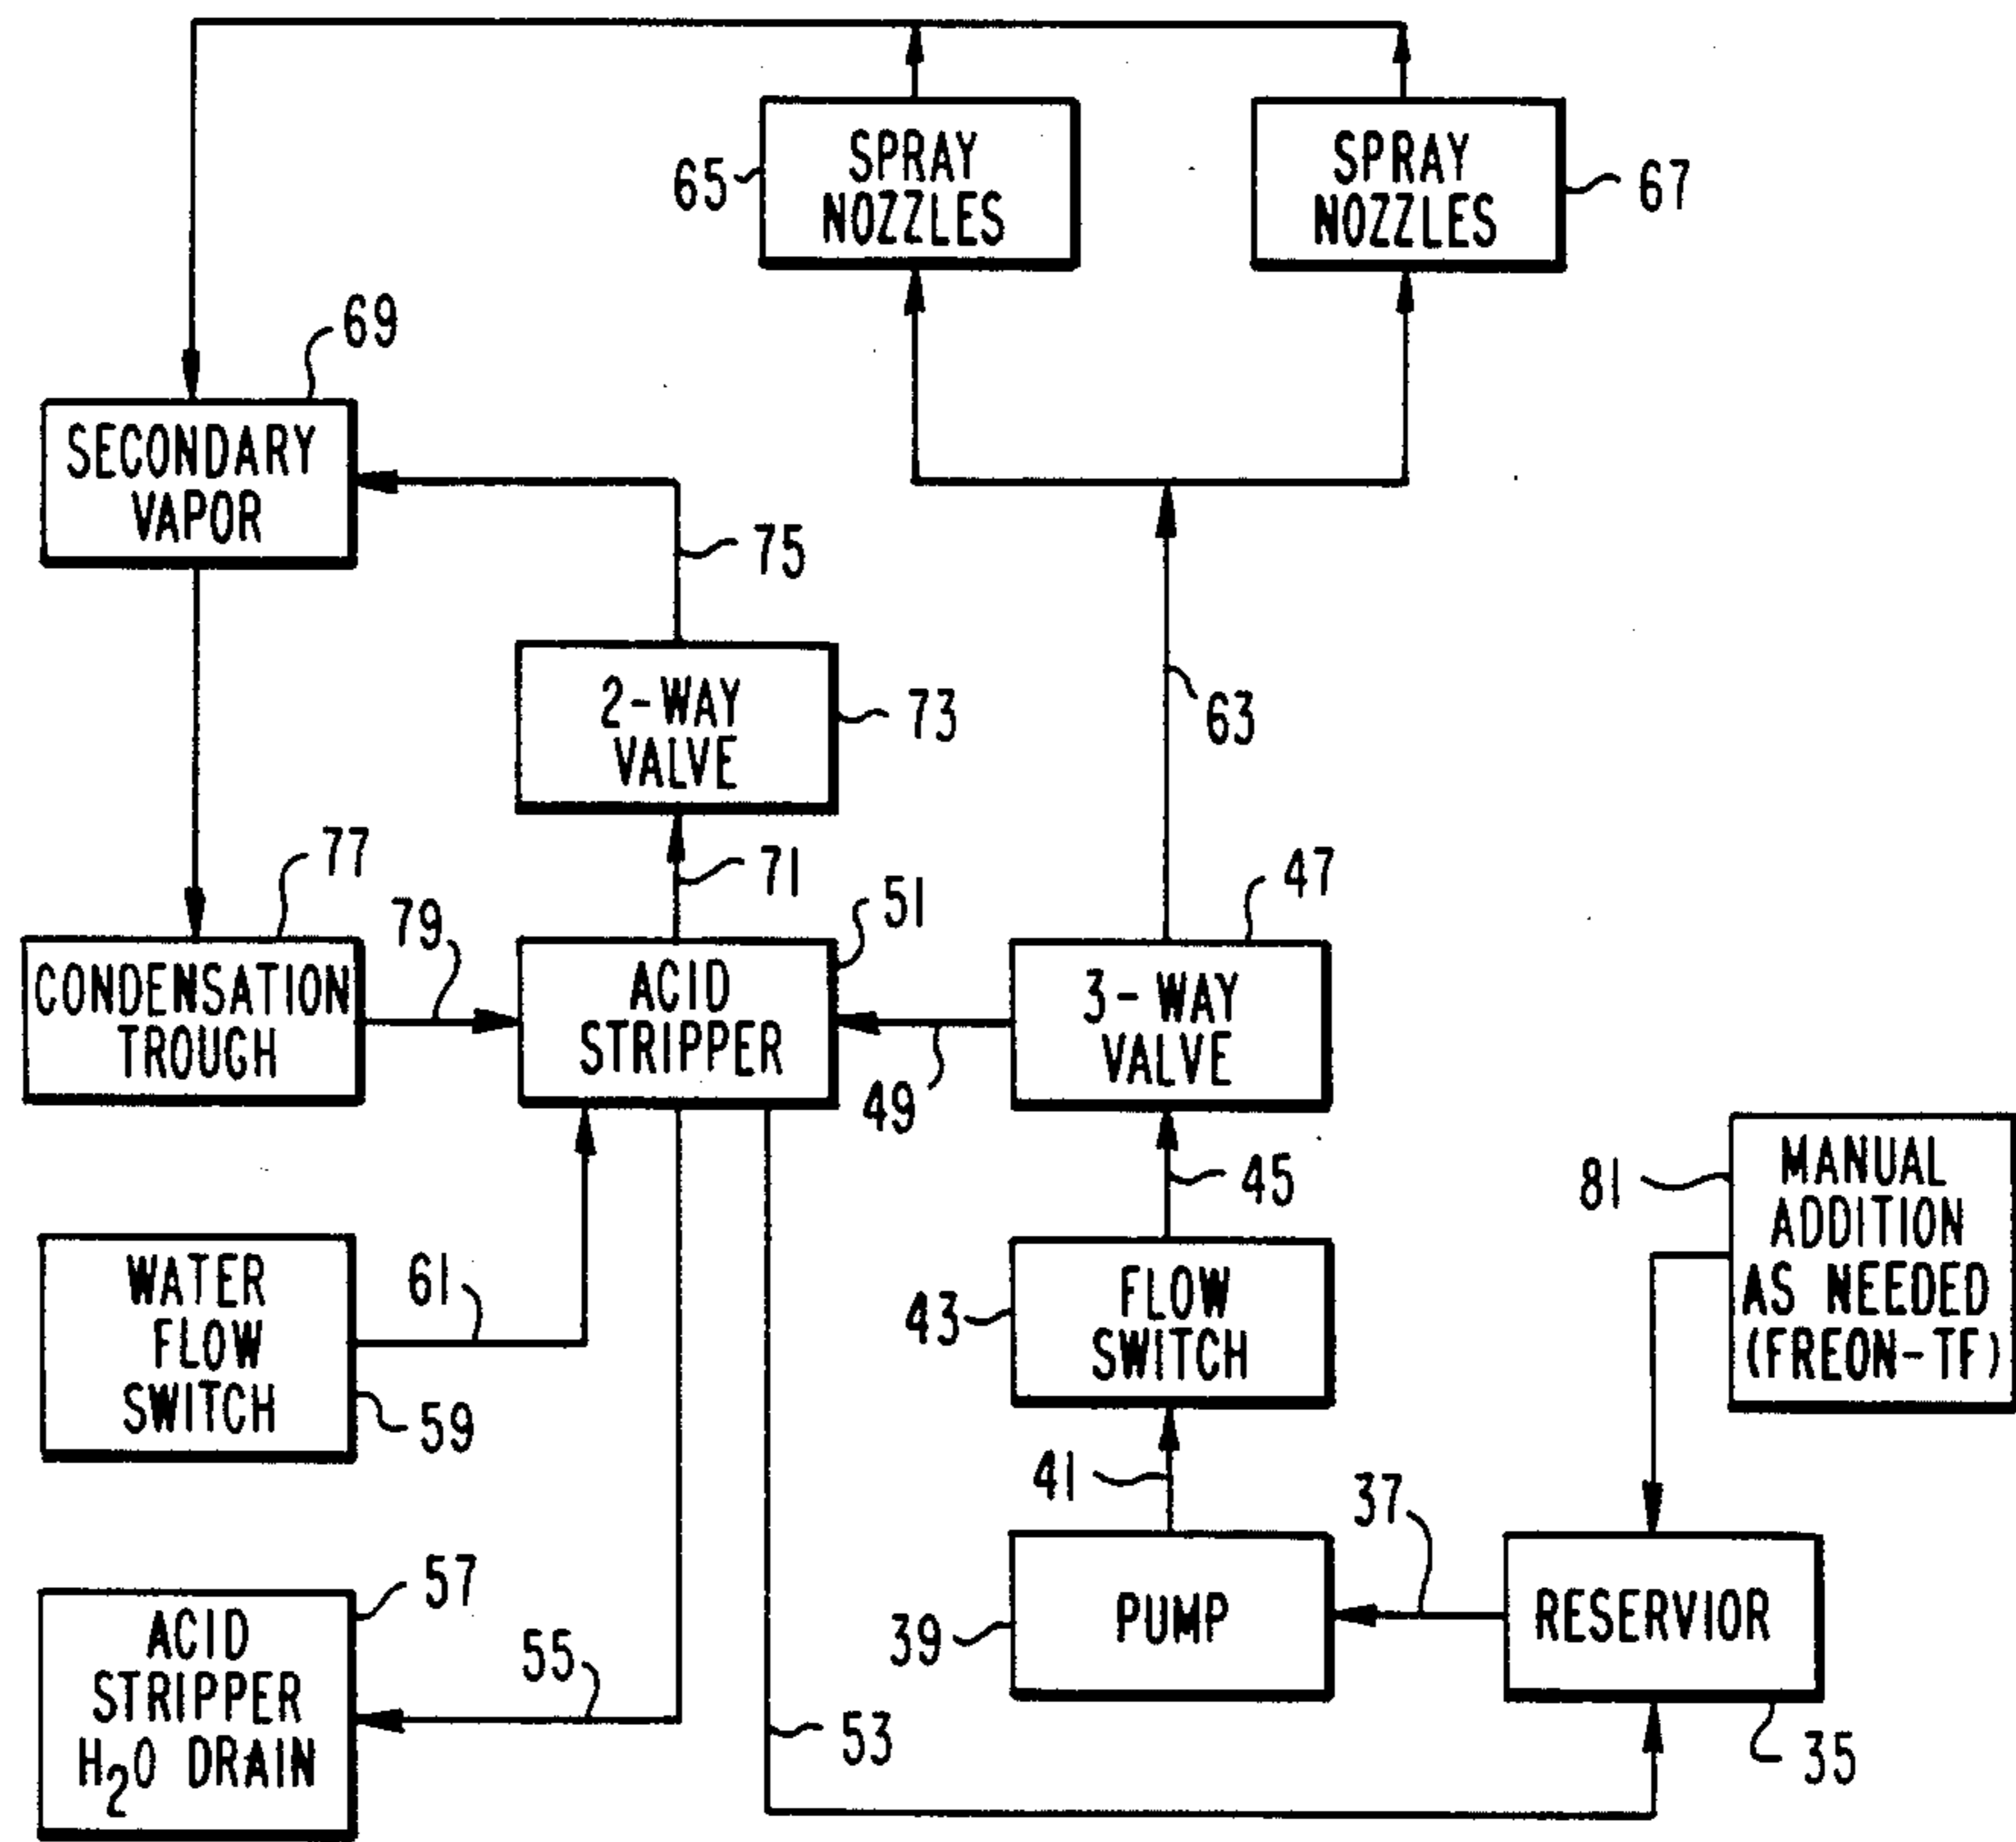 65
SPRAY
NOZZLES
SPRAY
NOZZLES
67
69
SECONDARY
VAPOR
75
2-WAY
VALVE
73
63
77
79
71
51
47
CONDENSATION
TROUGH
ACID
STRIPPER
49
3-WAY
VALVE
45
81
MANUAL
ADDITION
AS NEEDED
(FREON-TF)
WATER
FLOW
SWITCH
61
59
43
FLOW
SWITCH
41
37
57
ACID
STRIPPER
H2O DRAIN
55
53
39
PUMP
RESERVIOR
35